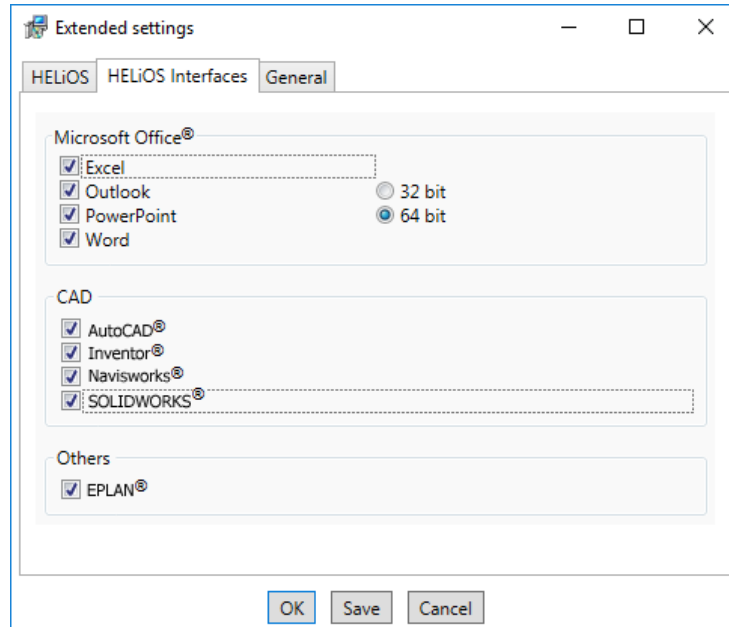 Extended settings
HELiOS HELiOS Interfaces General
Microsoft Office®
Excel
Outlook 32 bit
PowerPoint 64 bit
Word
CAD
AutoCAD®
Inventor®
Navisworks®
SOLIDWORKS®
Others
EPLAN®
OK Save Cancel